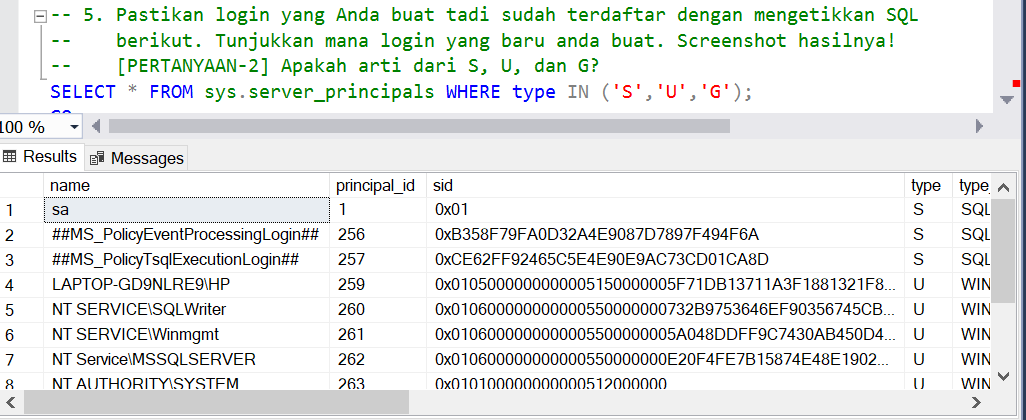 -- 5. Pastikan login yang Anda buat tadi sudah terdaftar dengan mengetikkan SQL
-- berikut. Tunjukkan mana login yang baru anda buat. Screenshot hasilnya!
-- [PERTANYAAN-2] Apakah arti dari S, U, dan G?
SELECT * FROM sys.server_principals WHERE type IN ('S','U','G');
GO
100 %
Results Messages
name principal_id sid type type_
1 sa 1 0x01 S SQL
2 ##MS_PolicyEventProcessingLogin## 256 0xB358F79FA0D32A4E9087D7897F494F6A S SQL
3 ##MS_PolicyTsqlExecutionLogin## 257 0xCE62FF92465C5E4E90E9AC73CD01CA8D S SQL
4 LAPTOP-GD9NLRE9\HP 259 0x0105000000000005150000005F71DB13711A3F1881321F8... U WIN
5 NT SERVICE\SQLWriter 260 0x010600000000000550000000732B9753646EF90356745CB... U WIN
6 NT SERVICE\Winmgmt 261 0x0106000000000005500000005A048DDFF9C7430AB450D4... U WIN
7 NT Service\MSSQLSERVER 262 0x010600000000000550000000E20F4FE7B15874E48E1902... U WIN
8 NT AUTHORITY\SYSTEM 263 0x010100000000000512000000 U WIN